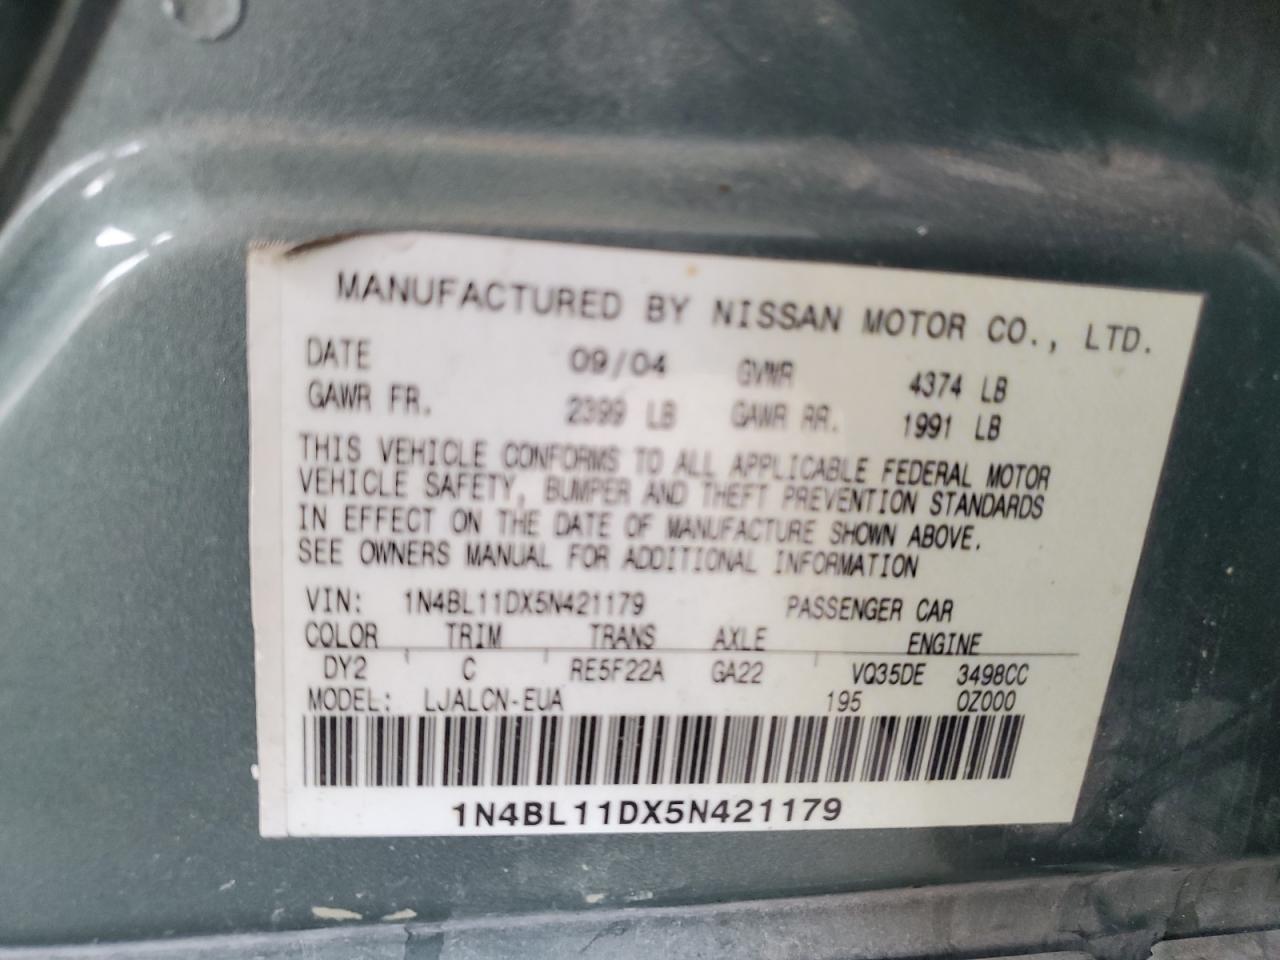 MANUFACTURED BY NISSAN MOTOR CO., LTD.
DATE 09/04 GVWR 4374 LB
GAWR FR. 2399 LB GAWR RR. 1991 LB
THIS VEHICLE CONFORMS TO ALL APPLICABLE FEDERAL MOTOR
VEHICLE SAFETY, BUMPER AND THEFT PREVENTION STANDARDS
IN EFFECT ON THE DATE OF MANUFACTURE SHOWN ABOVE.
SEE OWNERS MANUAL FOR ADDITIONAL INFORMATION
VIN: 1N4BL11DX5N421179 PASSENGER CAR
COLOR TRIM TRANS AXLE ENGINE
DY2 C RE5F22A GA22 VQ35DE 3498CC
MODEL: LJALCN-EUA 195 0Z000
1N4BL11DX5N421179